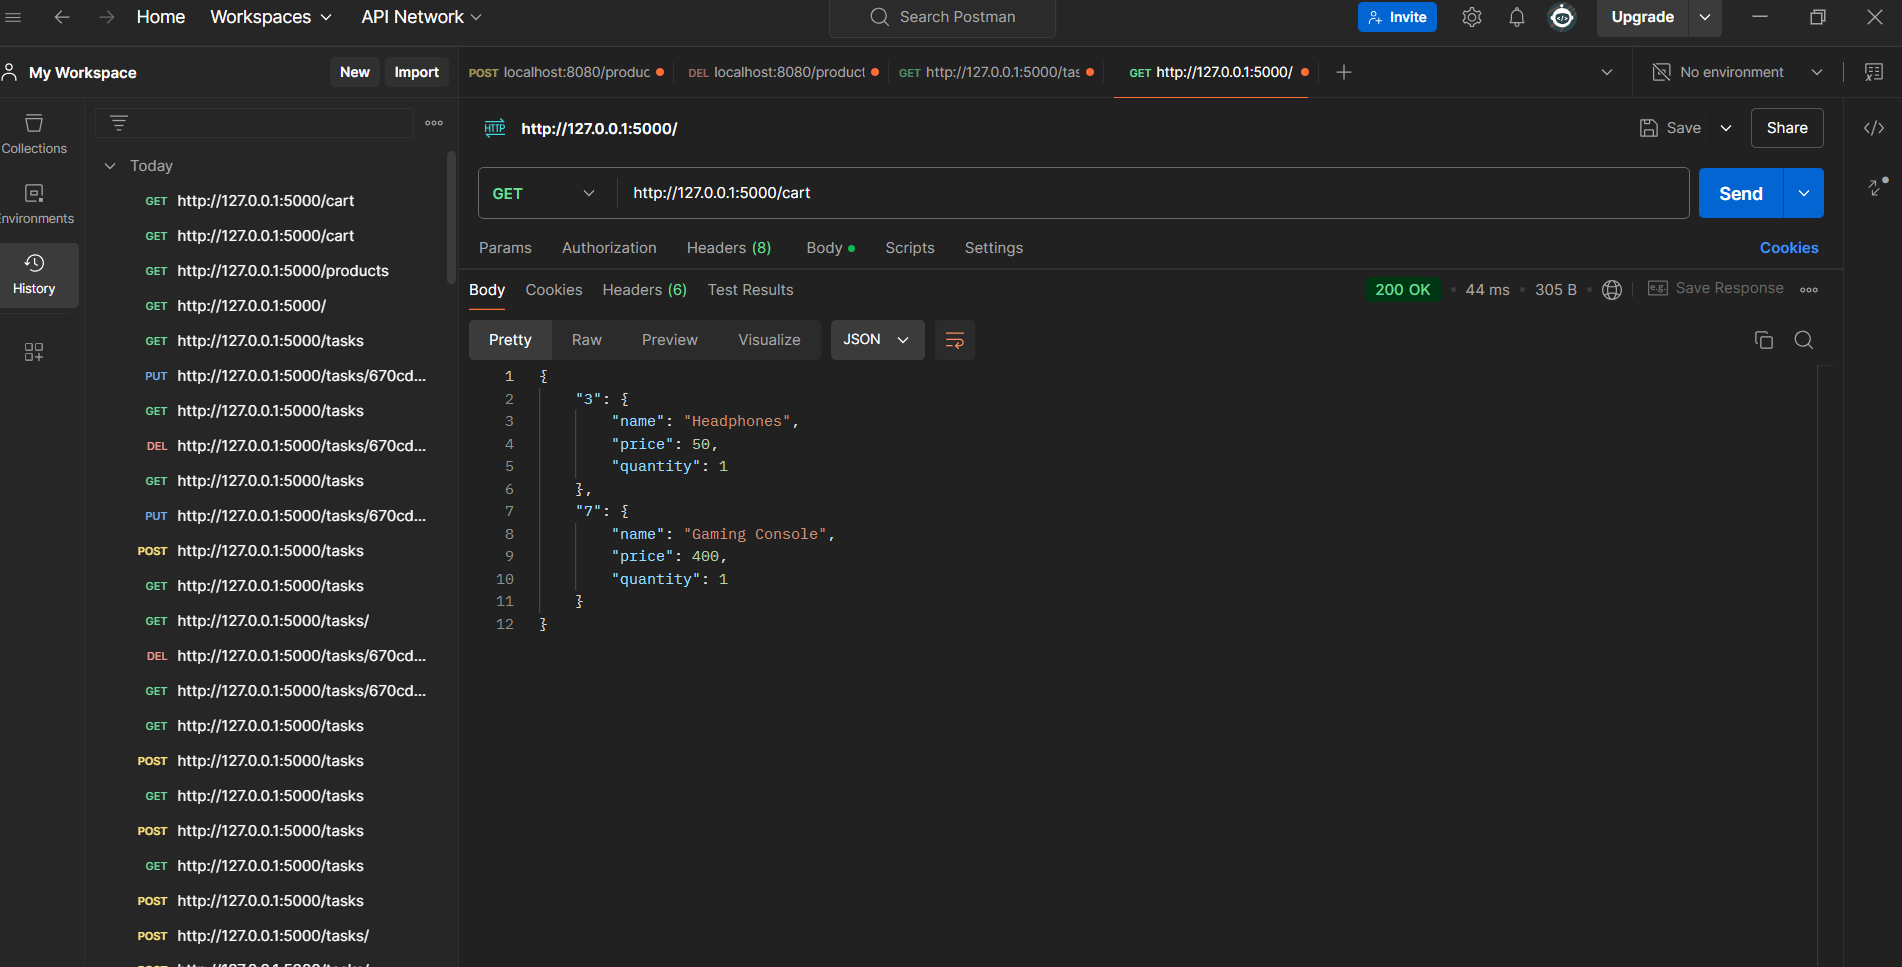 Home Workspaces API Network Search Postman Invite Upgrade
My Workspace New Import
POST localhost:8080/produc DEL localhost:8080/product GET http://127.0.0.1:5000/tas GET http://127.0.0.1:5000/ No environment
Collections
Environments
History
Today
GET http://127.0.0.1:5000/cart
GET http://127.0.0.1:5000/cart
GET http://127.0.0.1:5000/products
GET http://127.0.0.1:5000/
GET http://127.0.0.1:5000/tasks
PUT http://127.0.0.1:5000/tasks/670cd...
GET http://127.0.0.1:5000/tasks
DEL http://127.0.0.1:5000/tasks/670cd...
GET http://127.0.0.1:5000/tasks
PUT http://127.0.0.1:5000/tasks/670cd...
POST http://127.0.0.1:5000/tasks
GET http://127.0.0.1:5000/tasks
GET http://127.0.0.1:5000/tasks/
DEL http://127.0.0.1:5000/tasks/670cd...
GET http://127.0.0.1:5000/tasks/670cd...
GET http://127.0.0.1:5000/tasks
POST http://127.0.0.1:5000/tasks
GET http://127.0.0.1:5000/tasks
POST http://127.0.0.1:5000/tasks
GET http://127.0.0.1:5000/tasks
POST http://127.0.0.1:5000/tasks
POST http://127.0.0.1:5000/tasks/
HTTP http://127.0.0.1:5000/ Save Share
GET http://127.0.0.1:5000/cart Send
Params Authorization Headers (8) Body Scripts Settings Cookies
Body Cookies Headers (6) Test Results 200 OK 44 ms 305 B e.g. Save Response
Pretty Raw Preview Visualize JSON
1 {
2 "3": {
3 "name": "Headphones",
4 "price": 50,
5 "quantity": 1
6 },
7 "7": {
8 "name": "Gaming Console",
9 "price": 400,
10 "quantity": 1
11 }
12 }